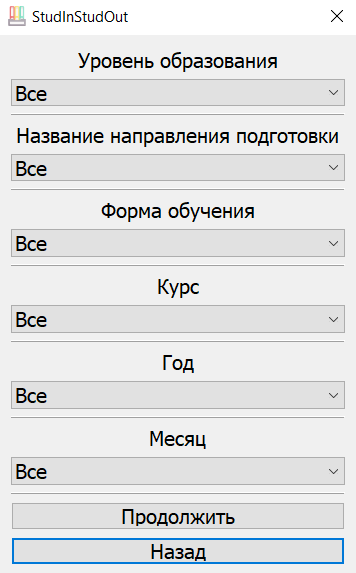 StudInStudOut
Уровень образования
Все
Название направления подготовки
Все
Форма обучения
Все
Курс
Все
Год
Все
Месяц
Все
Продолжить
Назад